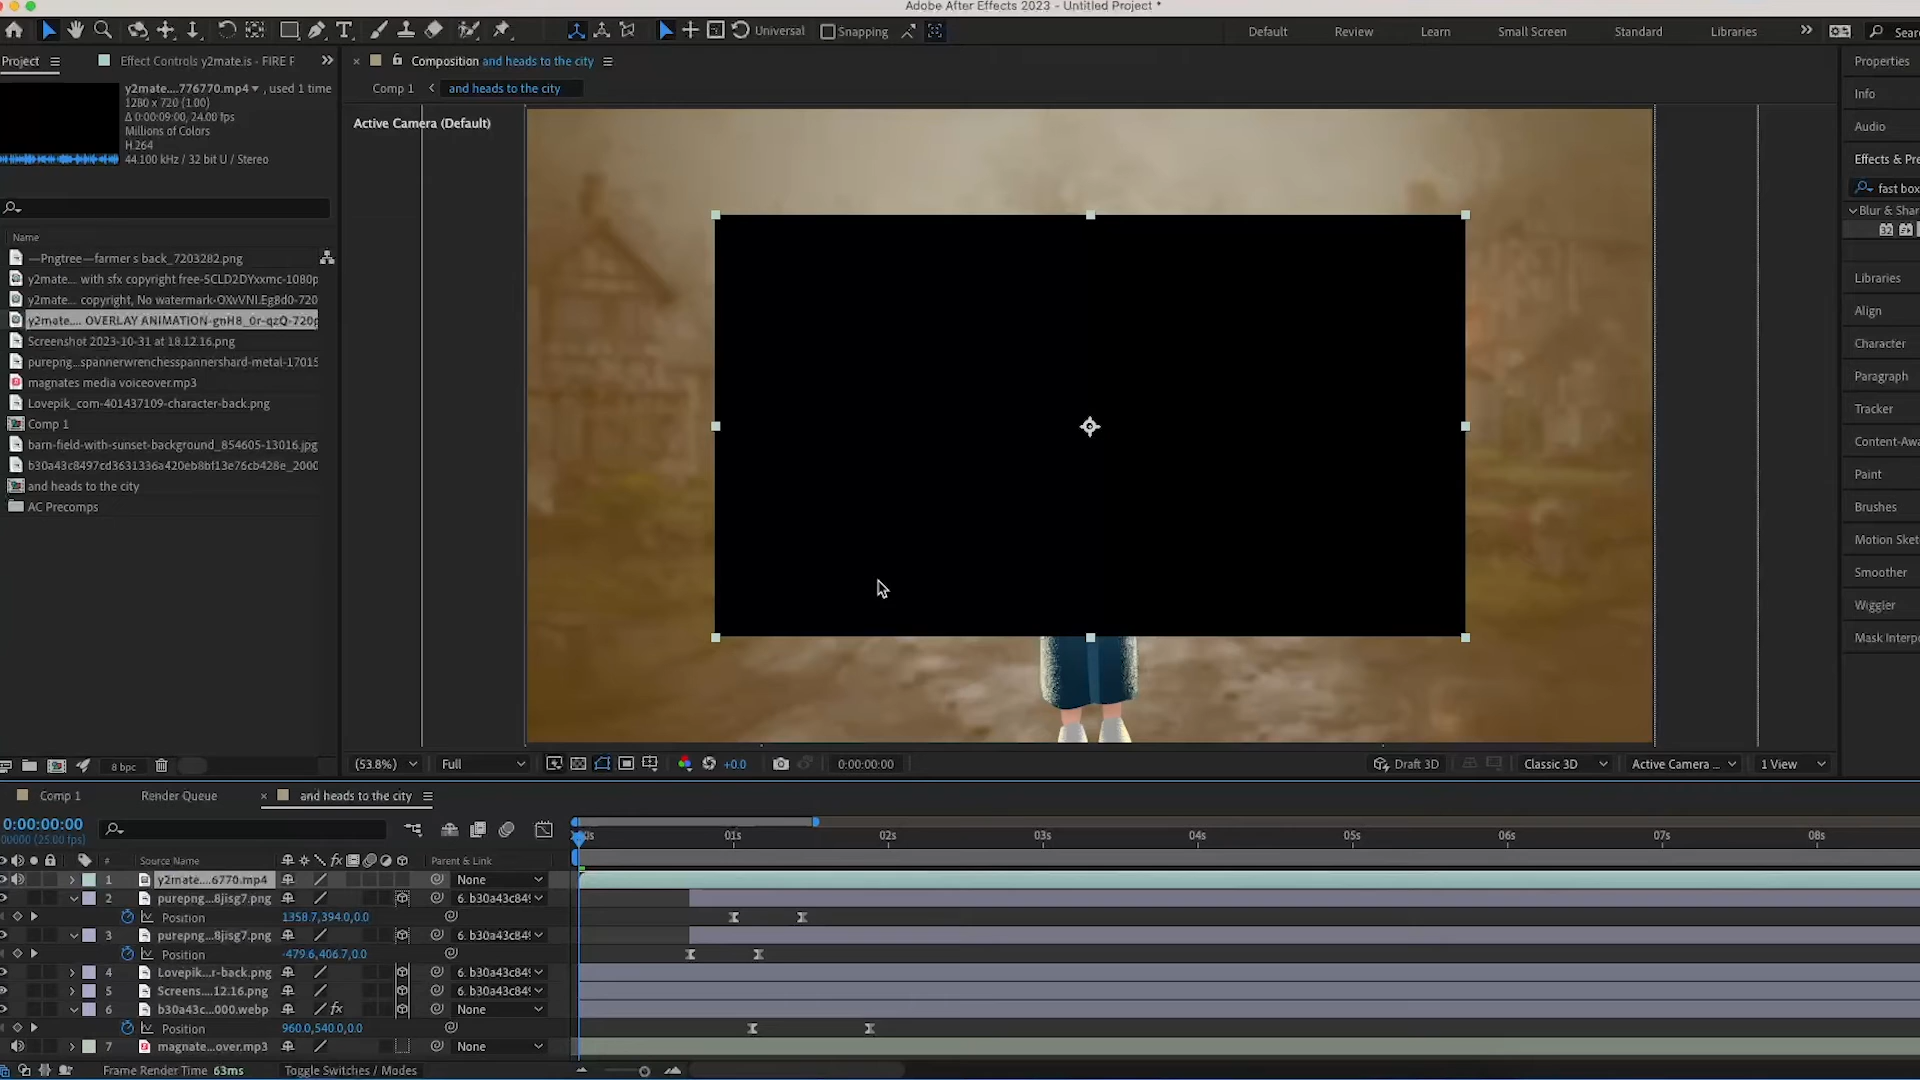 Adobe After Effects 2023 - Untitled Project *
Universal
Snapping
Default
Review
Learn
Small Screen
Standard
Libraries
Project
Effect Controls y2mate.is - FIRE F
Composition and heads to the city
Properties
Comp 1
and heads to the city
y2mate....776770.mp4 , used 1 time
1280 x 720 (1.00)
Δ 0:00:09:00, 24.00 fps
Millions of Colors
H.264
44.100 kHz / 32 bit U / Stereo
Active Camera (Default)
Info
Audio
Effects & Pre
fast box
Blur & Shar
Libraries
Align
Character
Paragraph
Tracker
Content-Awa
Paint
Brushes
Motion Sket
Smoother
Wiggler
Mask Interpo
Name
—Pngtree—farmer s back_7203282.png
y2mate... with sfx copyright free-5CLD2DYxxmc-1080p
y2mate... copyright, No watermark-OXvVNI.Eg8d0-720
y2mate.... OVERLAY ANIMATION-gnH8_0r-qzQ-720p
Screenshot 2023-10-31 at 18.12.16.png
purepng...spannerwrenchesspannershard-metal-17015
magnates media voiceover.mp3
Lovepik_com-401437109-character-back.png
Comp 1
barn-field-with-sunset-background_854605-13016.jpg
b30a43c8497cd3631336a420eb8bf13e76cb428e_2000
and heads to the city
AC Precomps
8 bpc
(53.8%)
Full
+0.0
0:00:00:00
Draft 3D
Classic 3D
Active Camera ...
1 View
Comp 1
Render Queue
and heads to the city
0:00:00:00
00000 (25.00 fps)
01s
02s
03s
04s
05s
06s
07s
08s
#
Source Name
fx
Parent & Link
1
y2mate....6770.mp4
None
2
purepng...8jisg7.png
6. b30a43c849
Position
1358.7,394.0,0.0
3
purepng...8jisg7.png
6. b30a43c849
Position
-479.6,406.7,0.0
4
Lovepik...r-back.png
6. b30a43c849
5
Screens....12.16.png
6. b30a43c849
6
b30a43c...000.webp
fx
None
Position
960.0,540.0,0.0
7
magnate...over.mp3
None
Frame Render Time 63ms
Toggle Switches / Modes